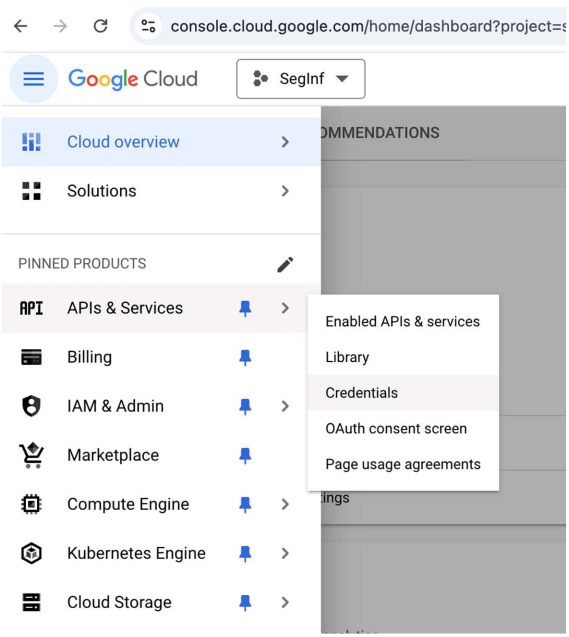 console.cloud.google.com/home/dashboard?project=s
Google Cloud
SegInf
Cloud overview
OMMENDATIONS
Solutions
PINNED PRODUCTS
API APIs & Services
Enabled APIs & services
Library
Billing
Credentials
IAM & Admin
OAuth consent screen
Marketplace
Page usage agreements
Compute Engine
ings
Kubernetes Engine
Cloud Storage